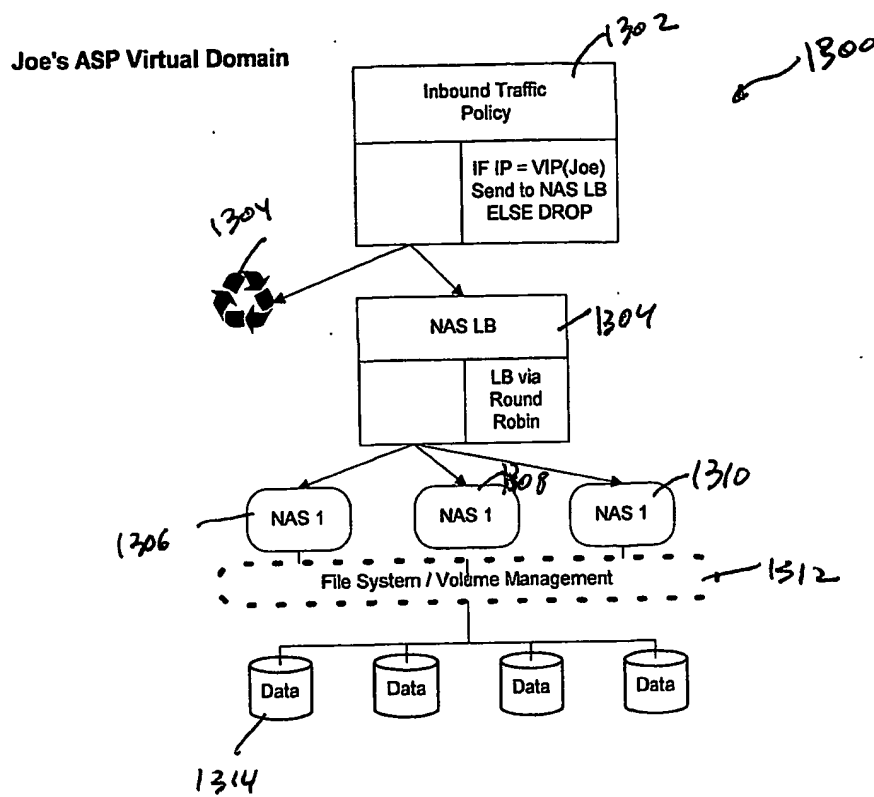 1302
1300
Joe's ASP Virtual Domain
Inbound Traffic
Policy
IF IP = VIP(Joe)
Send to NAS LB
ELSE DROP
1304
NAS LB
1304
LB via
Round
Robin
1308
1310
NAS 1
NAS 1
NAS 1
1306
File System / Volume Management
1312
Data
Data
Data
Data
1314